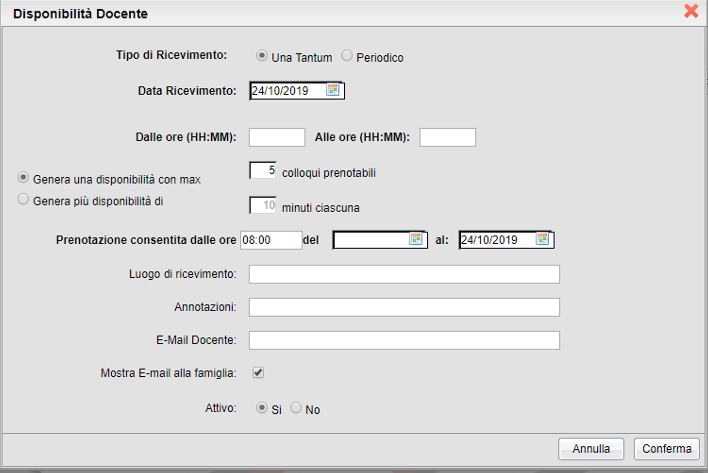 Disponibilità Docente
Tipo di Ricevimento: Una Tantum Periodico
Data Ricevimento: 24/10/2019
Dalle ore (HH:MM): Alle ore (HH:MM):
Genera una disponibilità con max 5 colloqui prenotabili
Genera più disponibilità di 10 minuti ciascuna
Prenotazione consentita dalle ore 08:00 del al: 24/10/2019
Luogo di ricevimento:
Annotazioni:
E-Mail Docente:
Mostra E-mail alla famiglia:
Attivo: Si No
Annulla Conferma